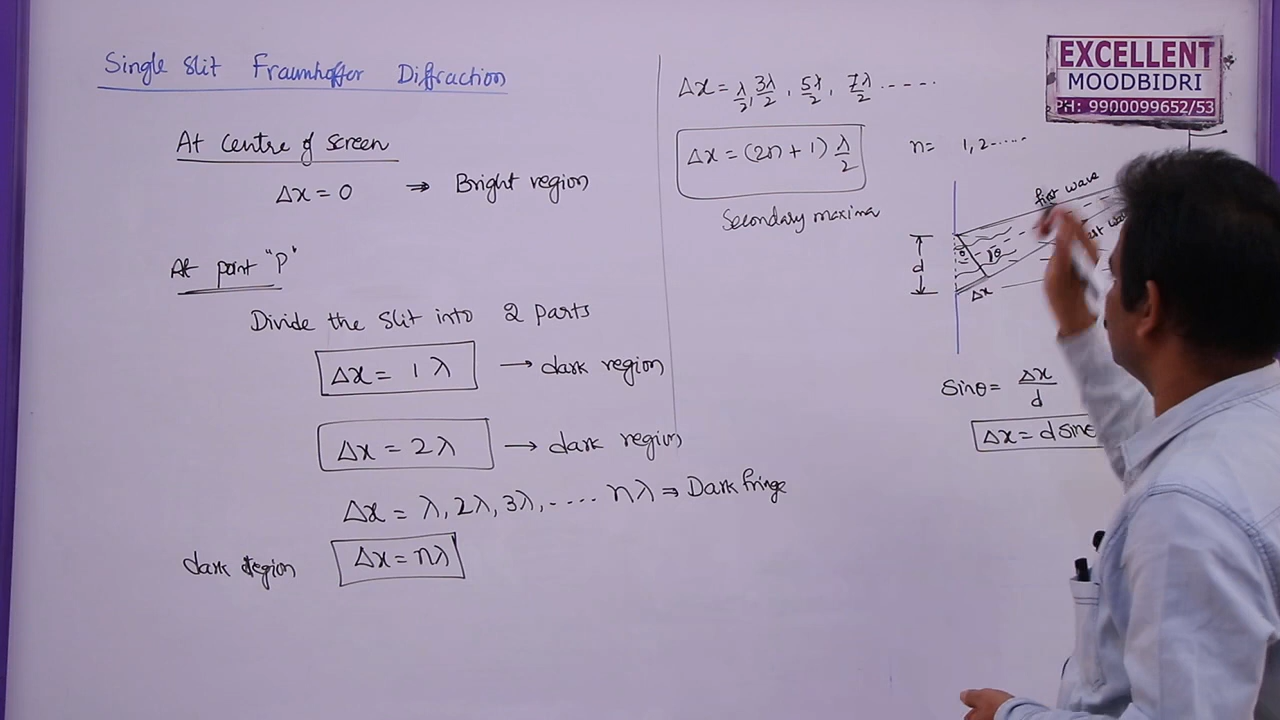 Single slit Fraunhoffer Diffraction
At centre of screen
Δx = 0 ⇒ Bright region
At point "P"
Divide the slit into 2 parts
Δx = 1λ → dark region
Δx = 2λ → dark region
Δx = λ, 2λ, 3λ, .... nλ ⇒ Dark fringe
dark region Δx = nλ
Δx = λ/2, 3λ/2, 5λ/2, 7λ/2 -----
Δx = (2n + 1) λ/2 n = 1, 2.....
Secondary maxima
first wave
d θ θ
Δx
Sinθ = Δx/d
Δx = d sinθ
EXCELLENT
MOODBIDRI
PH: 9900099652/53